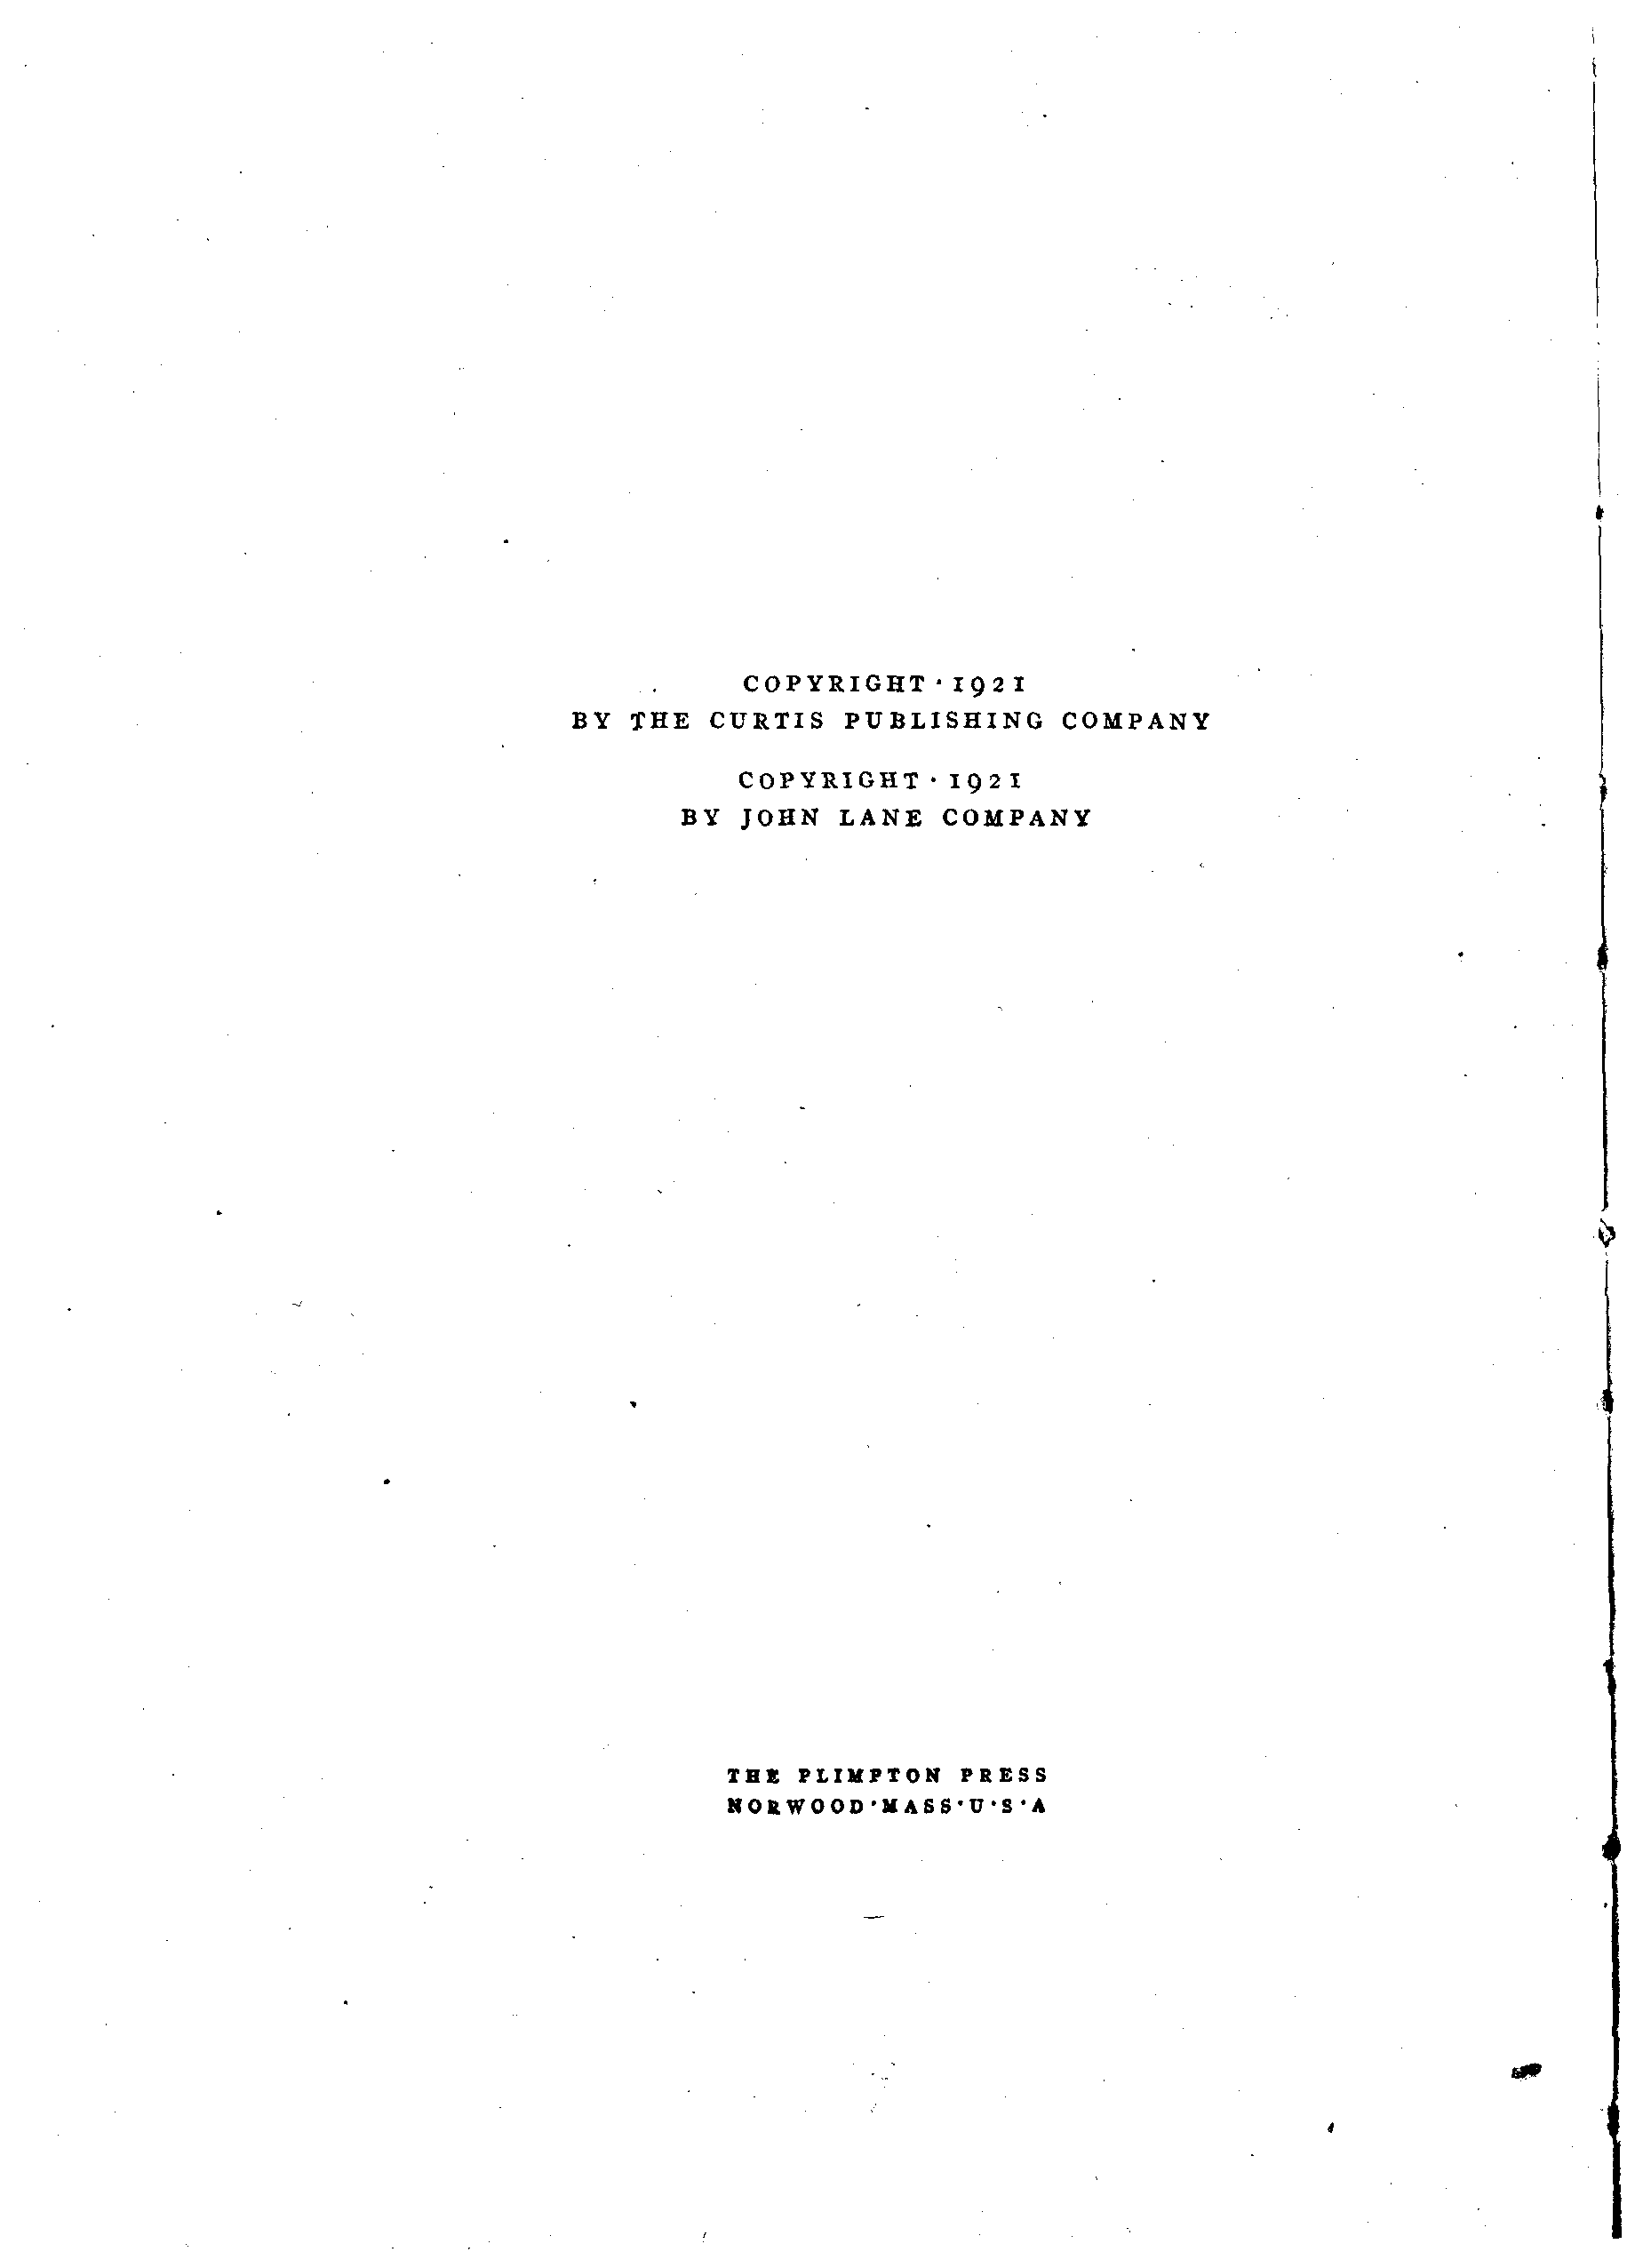 COPYRIGHT · 1921
BY THE CURTIS PUBLISHING COMPANY
COPYRIGHT · 1921
BY JOHN LANE COMPANY
THE PLIMPTON PRESS
NORWOOD·MASS·U·S·A